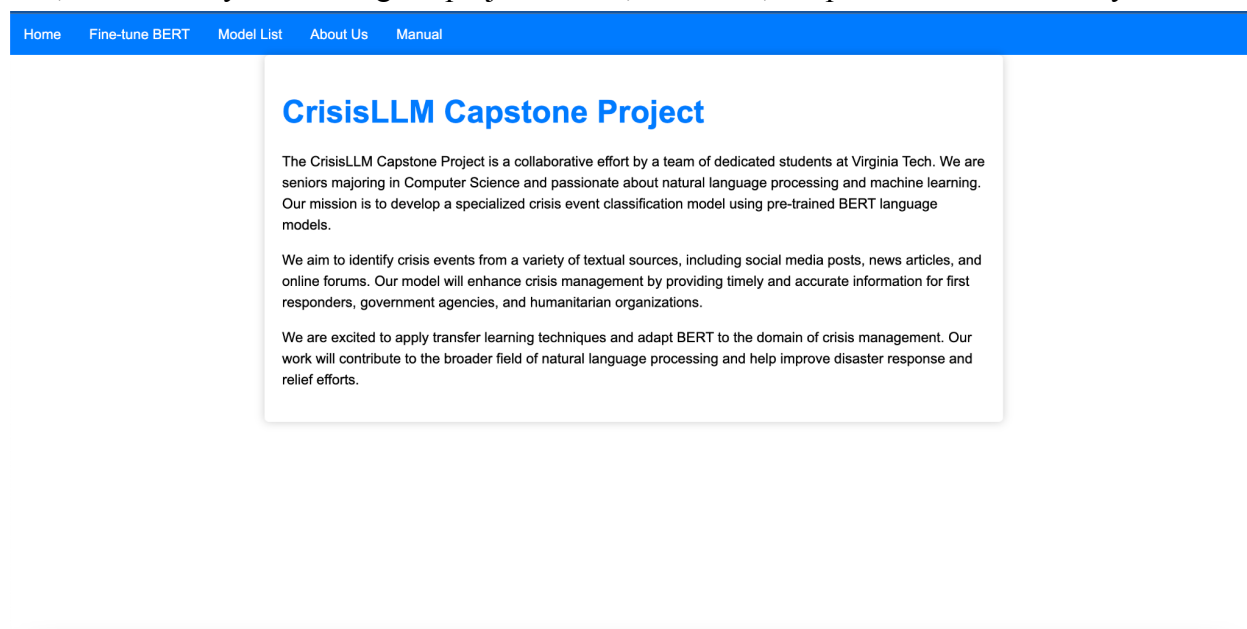 Home Fine-tune BERT Model List About Us Manual
CrisisLLM Capstone Project
The CrisisLLM Capstone Project is a collaborative effort by a team of dedicated students at Virginia Tech. We are
seniors majoring in Computer Science and passionate about natural language processing and machine learning.
Our mission is to develop a specialized crisis event classification model using pre-trained BERT language
models.
We aim to identify crisis events from a variety of textual sources, including social media posts, news articles, and
online forums. Our model will enhance crisis management by providing timely and accurate information for first
responders, government agencies, and humanitarian organizations.
We are excited to apply transfer learning techniques and adapt BERT to the domain of crisis management. Our
work will contribute to the broader field of natural language processing and help improve disaster response and
relief efforts.